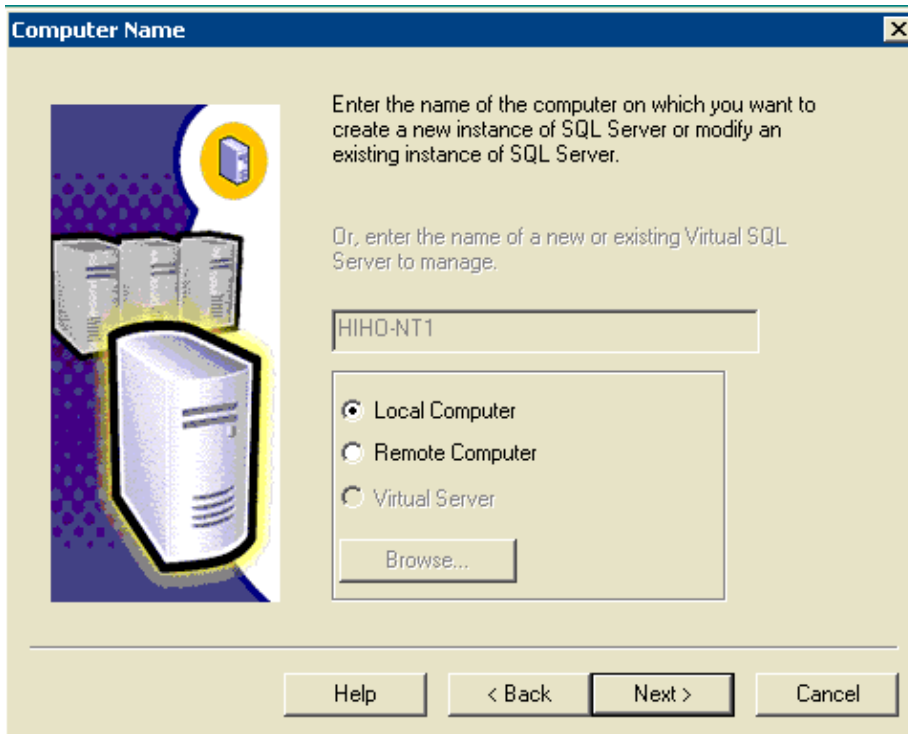 Computer Name
Enter the name of the computer on which you want to
create a new instance of SQL Server or modify an
existing instance of SQL Server.
Or, enter the name of a new or existing Virtual SQL
Server to manage.
HIHO-NT1
Local Computer
Remote Computer
Virtual Server
Browse...
Help
< Back
Next >
Cancel